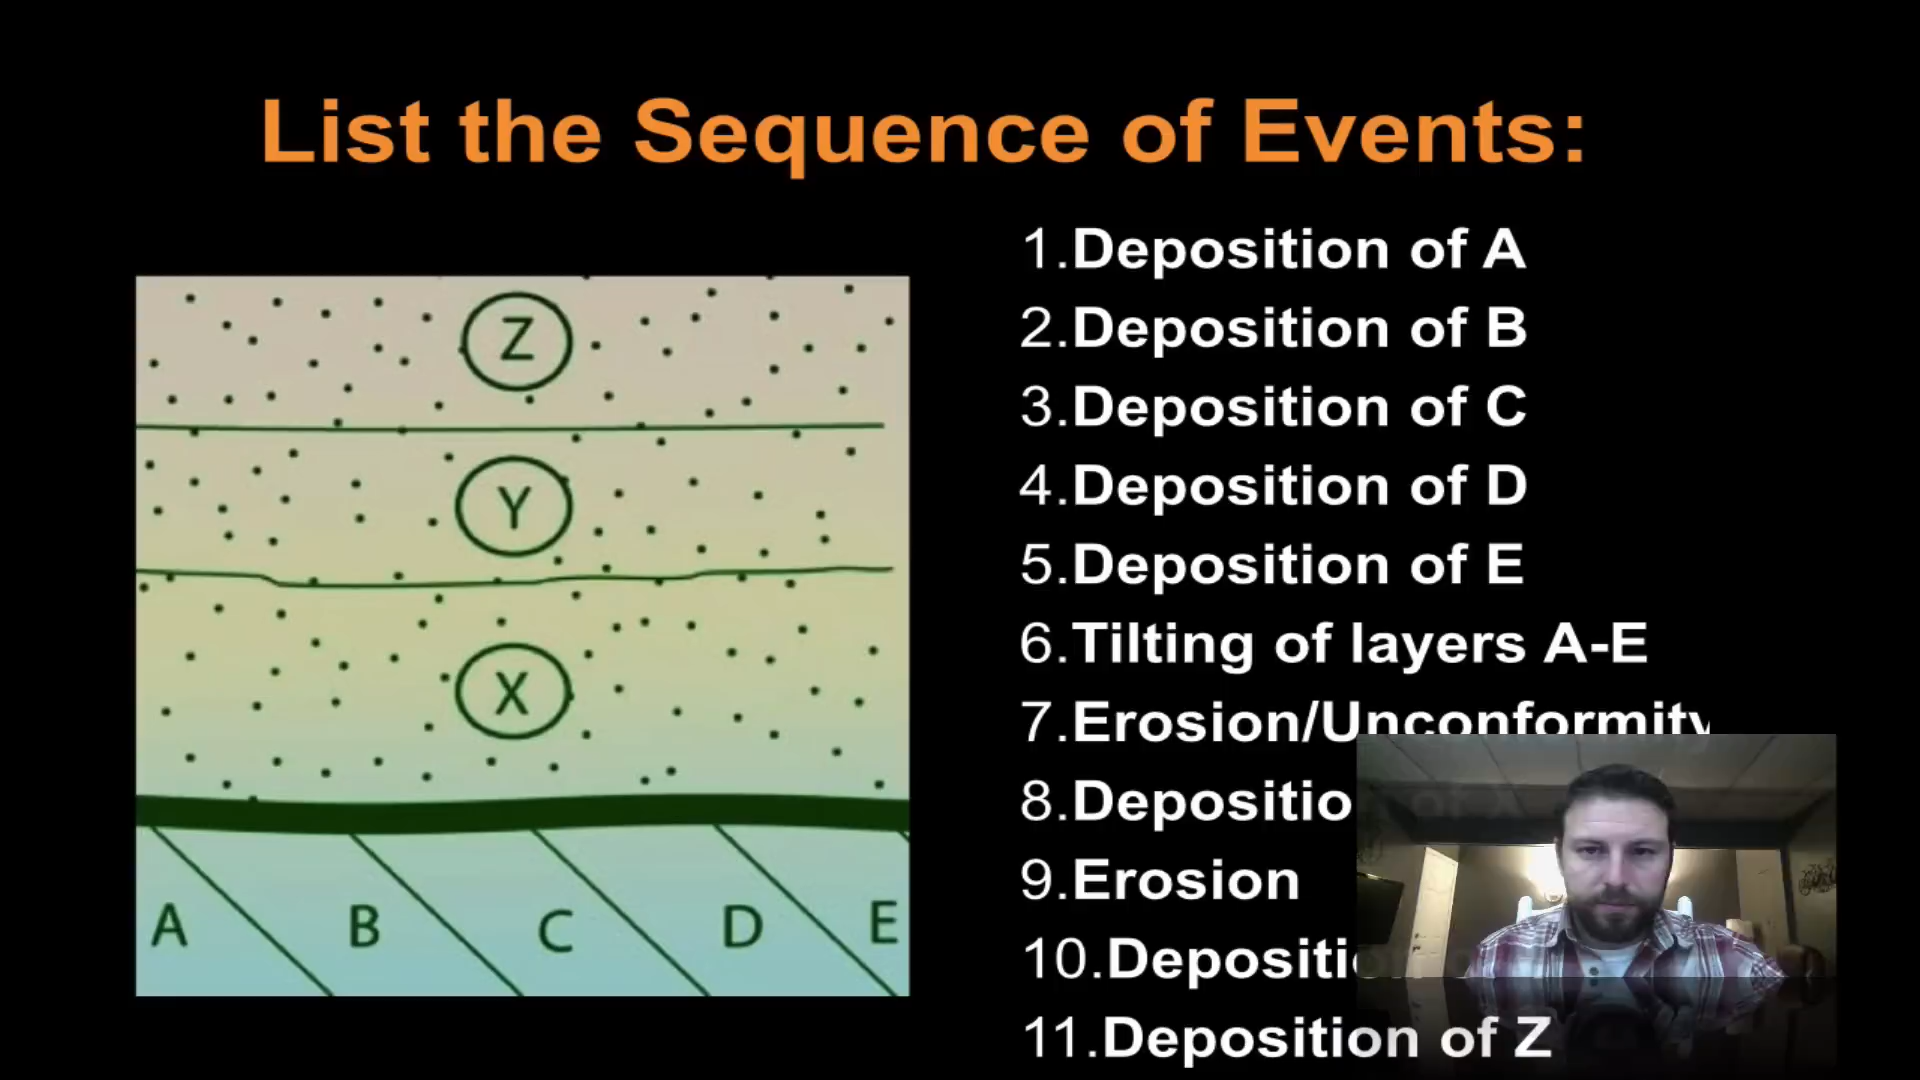 List the Sequence of Events:
Z
Y
X
A B C D E
1.Deposition of A
2.Deposition of B
3.Deposition of C
4.Deposition of D
5.Deposition of E
6.Tilting of layers A-E
7.Erosion/Unconformity
8.Depositio of X
9.Erosion
10.Depositi
11.Deposition of Z